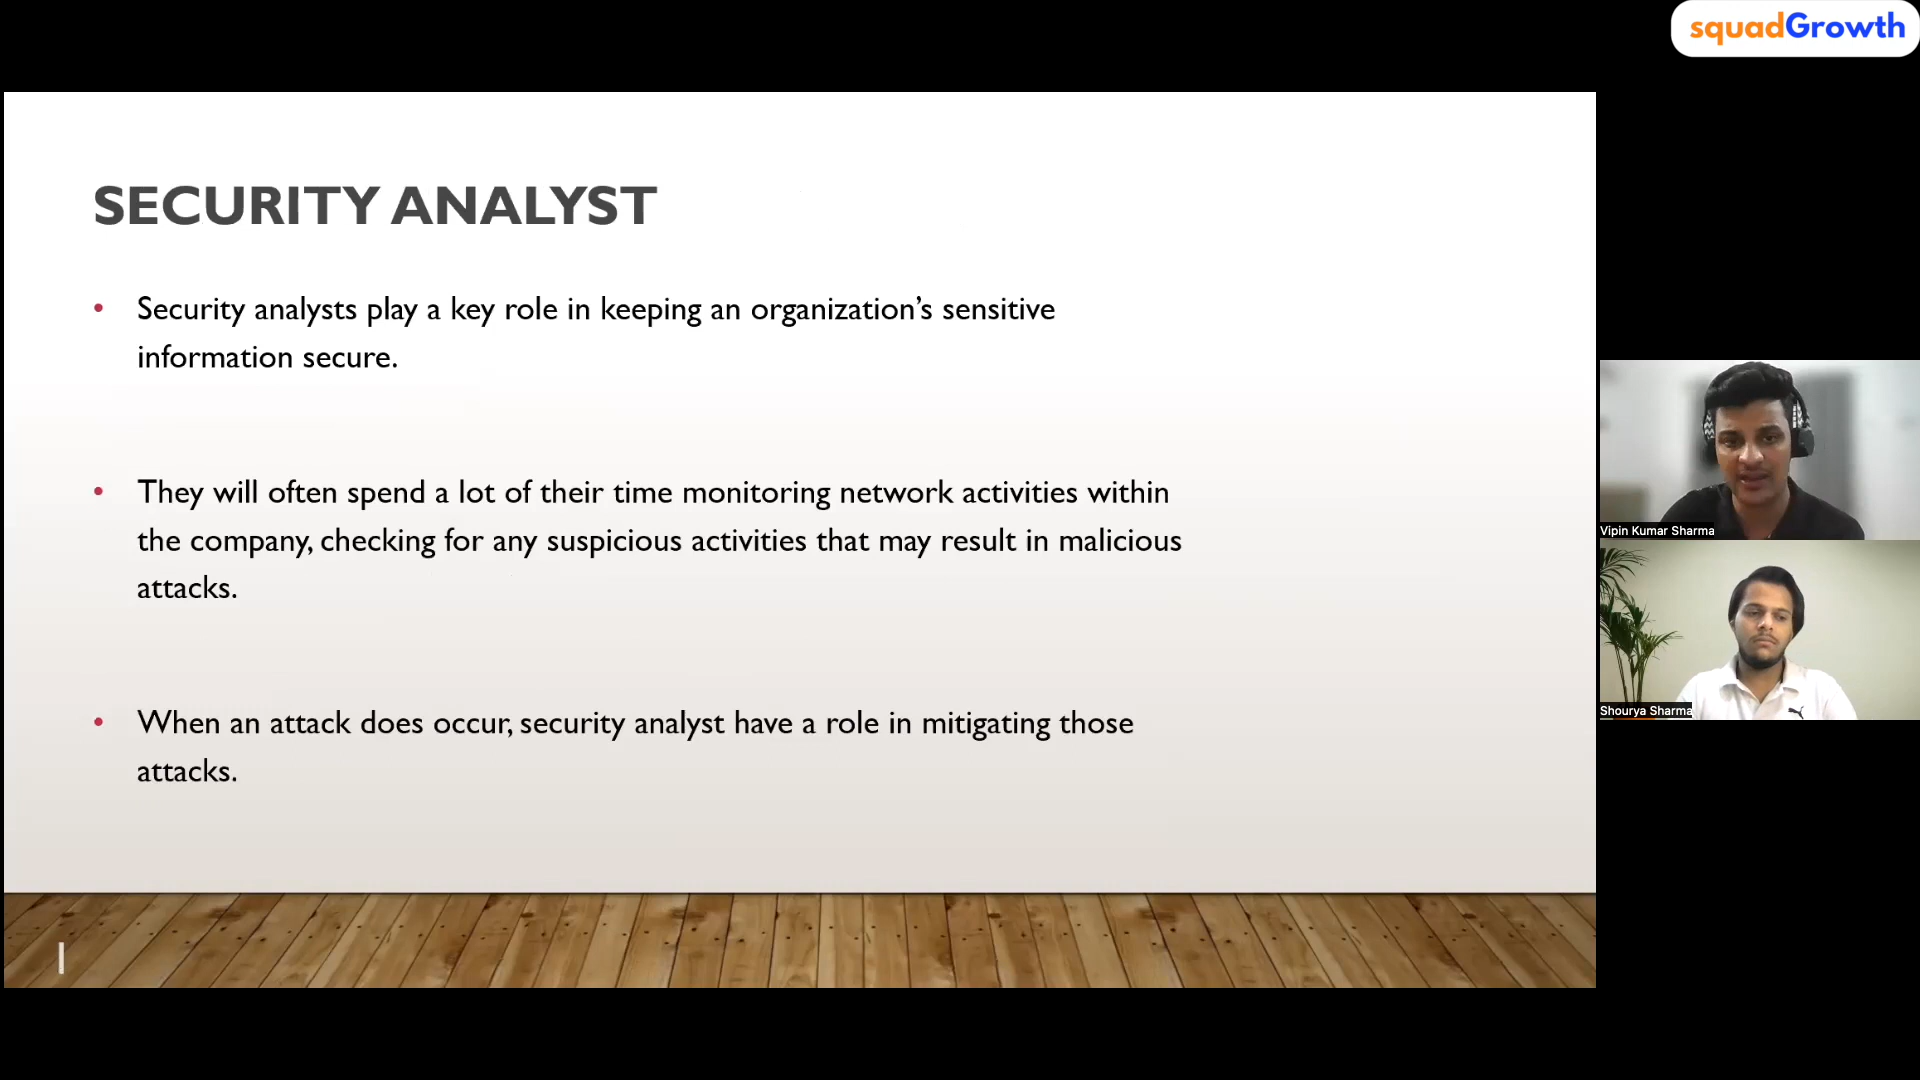 squadGrowth
SECURITY ANALYST
• Security analysts play a key role in keeping an organization’s sensitive
information secure.
• They will often spend a lot of their time monitoring network activities within
the company, checking for any suspicious activities that may result in malicious
attacks.
• When an attack does occur, security analyst have a role in mitigating those
attacks.
Vipin Kumar Sharma
Shourya Sharma